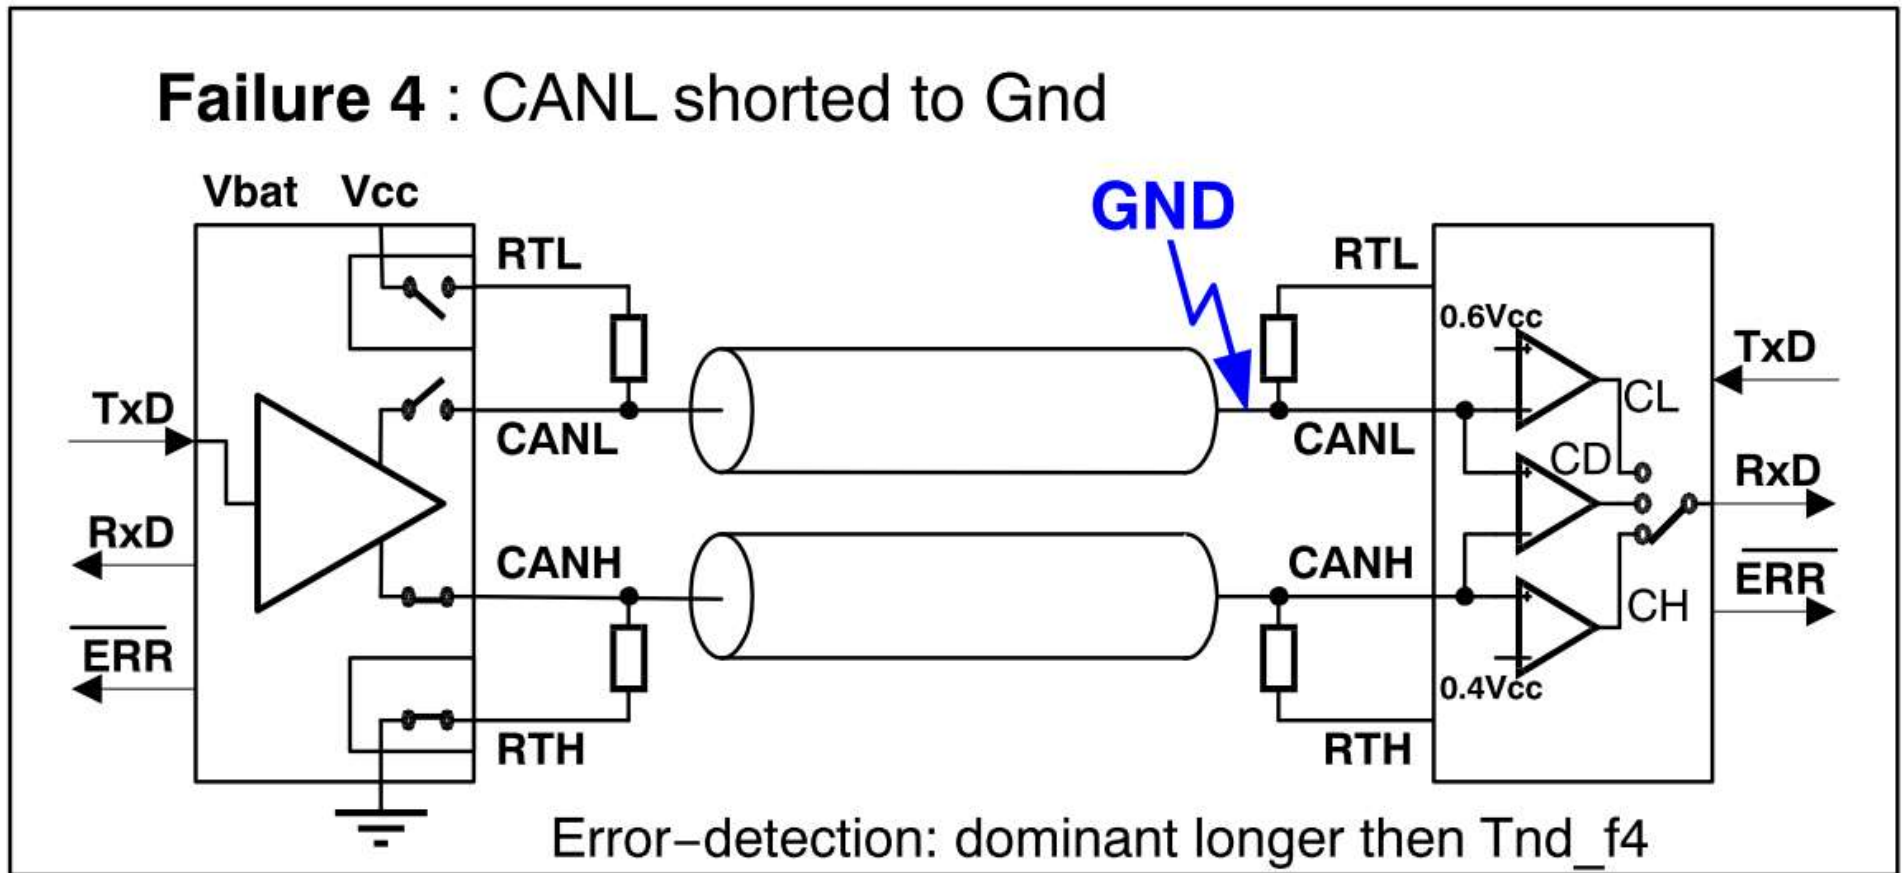 Failure 4 : CANL shorted to Gnd
Vbat Vcc
GND
RTL
RTL
0.6Vcc
TxD
CL
TxD
CANL
CANL
CD
RxD
RxD
CANH
CANH
ERR
CH
ERR
0.4Vcc
RTH
RTH
Error-detection: dominant longer then Tnd_f4